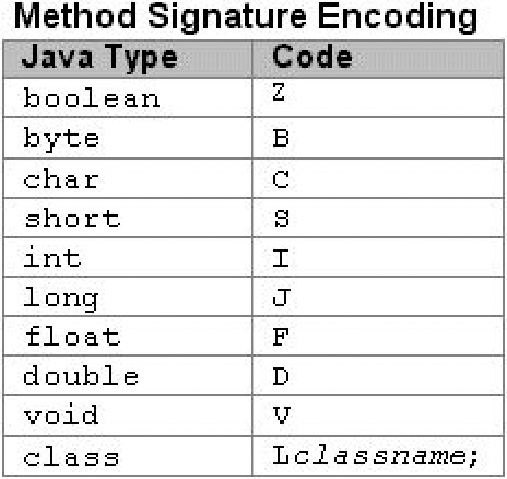 Method Signature Encoding
Java Type Code
boolean Z
byte B
char C
short S
int I
long J
float F
double D
void V
class Lclassname;